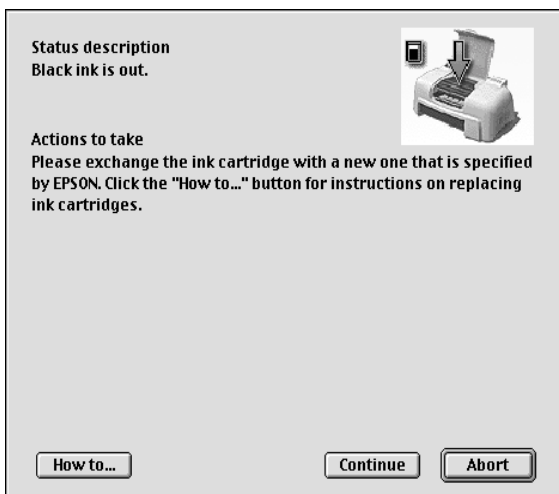 Status description
Black ink is out.
Actions to take
Please exchange the ink cartridge with a new one that is specified
by EPSON. Click the "How to..." button for instructions on replacing
ink cartridges.
How to...
Continue
Abort